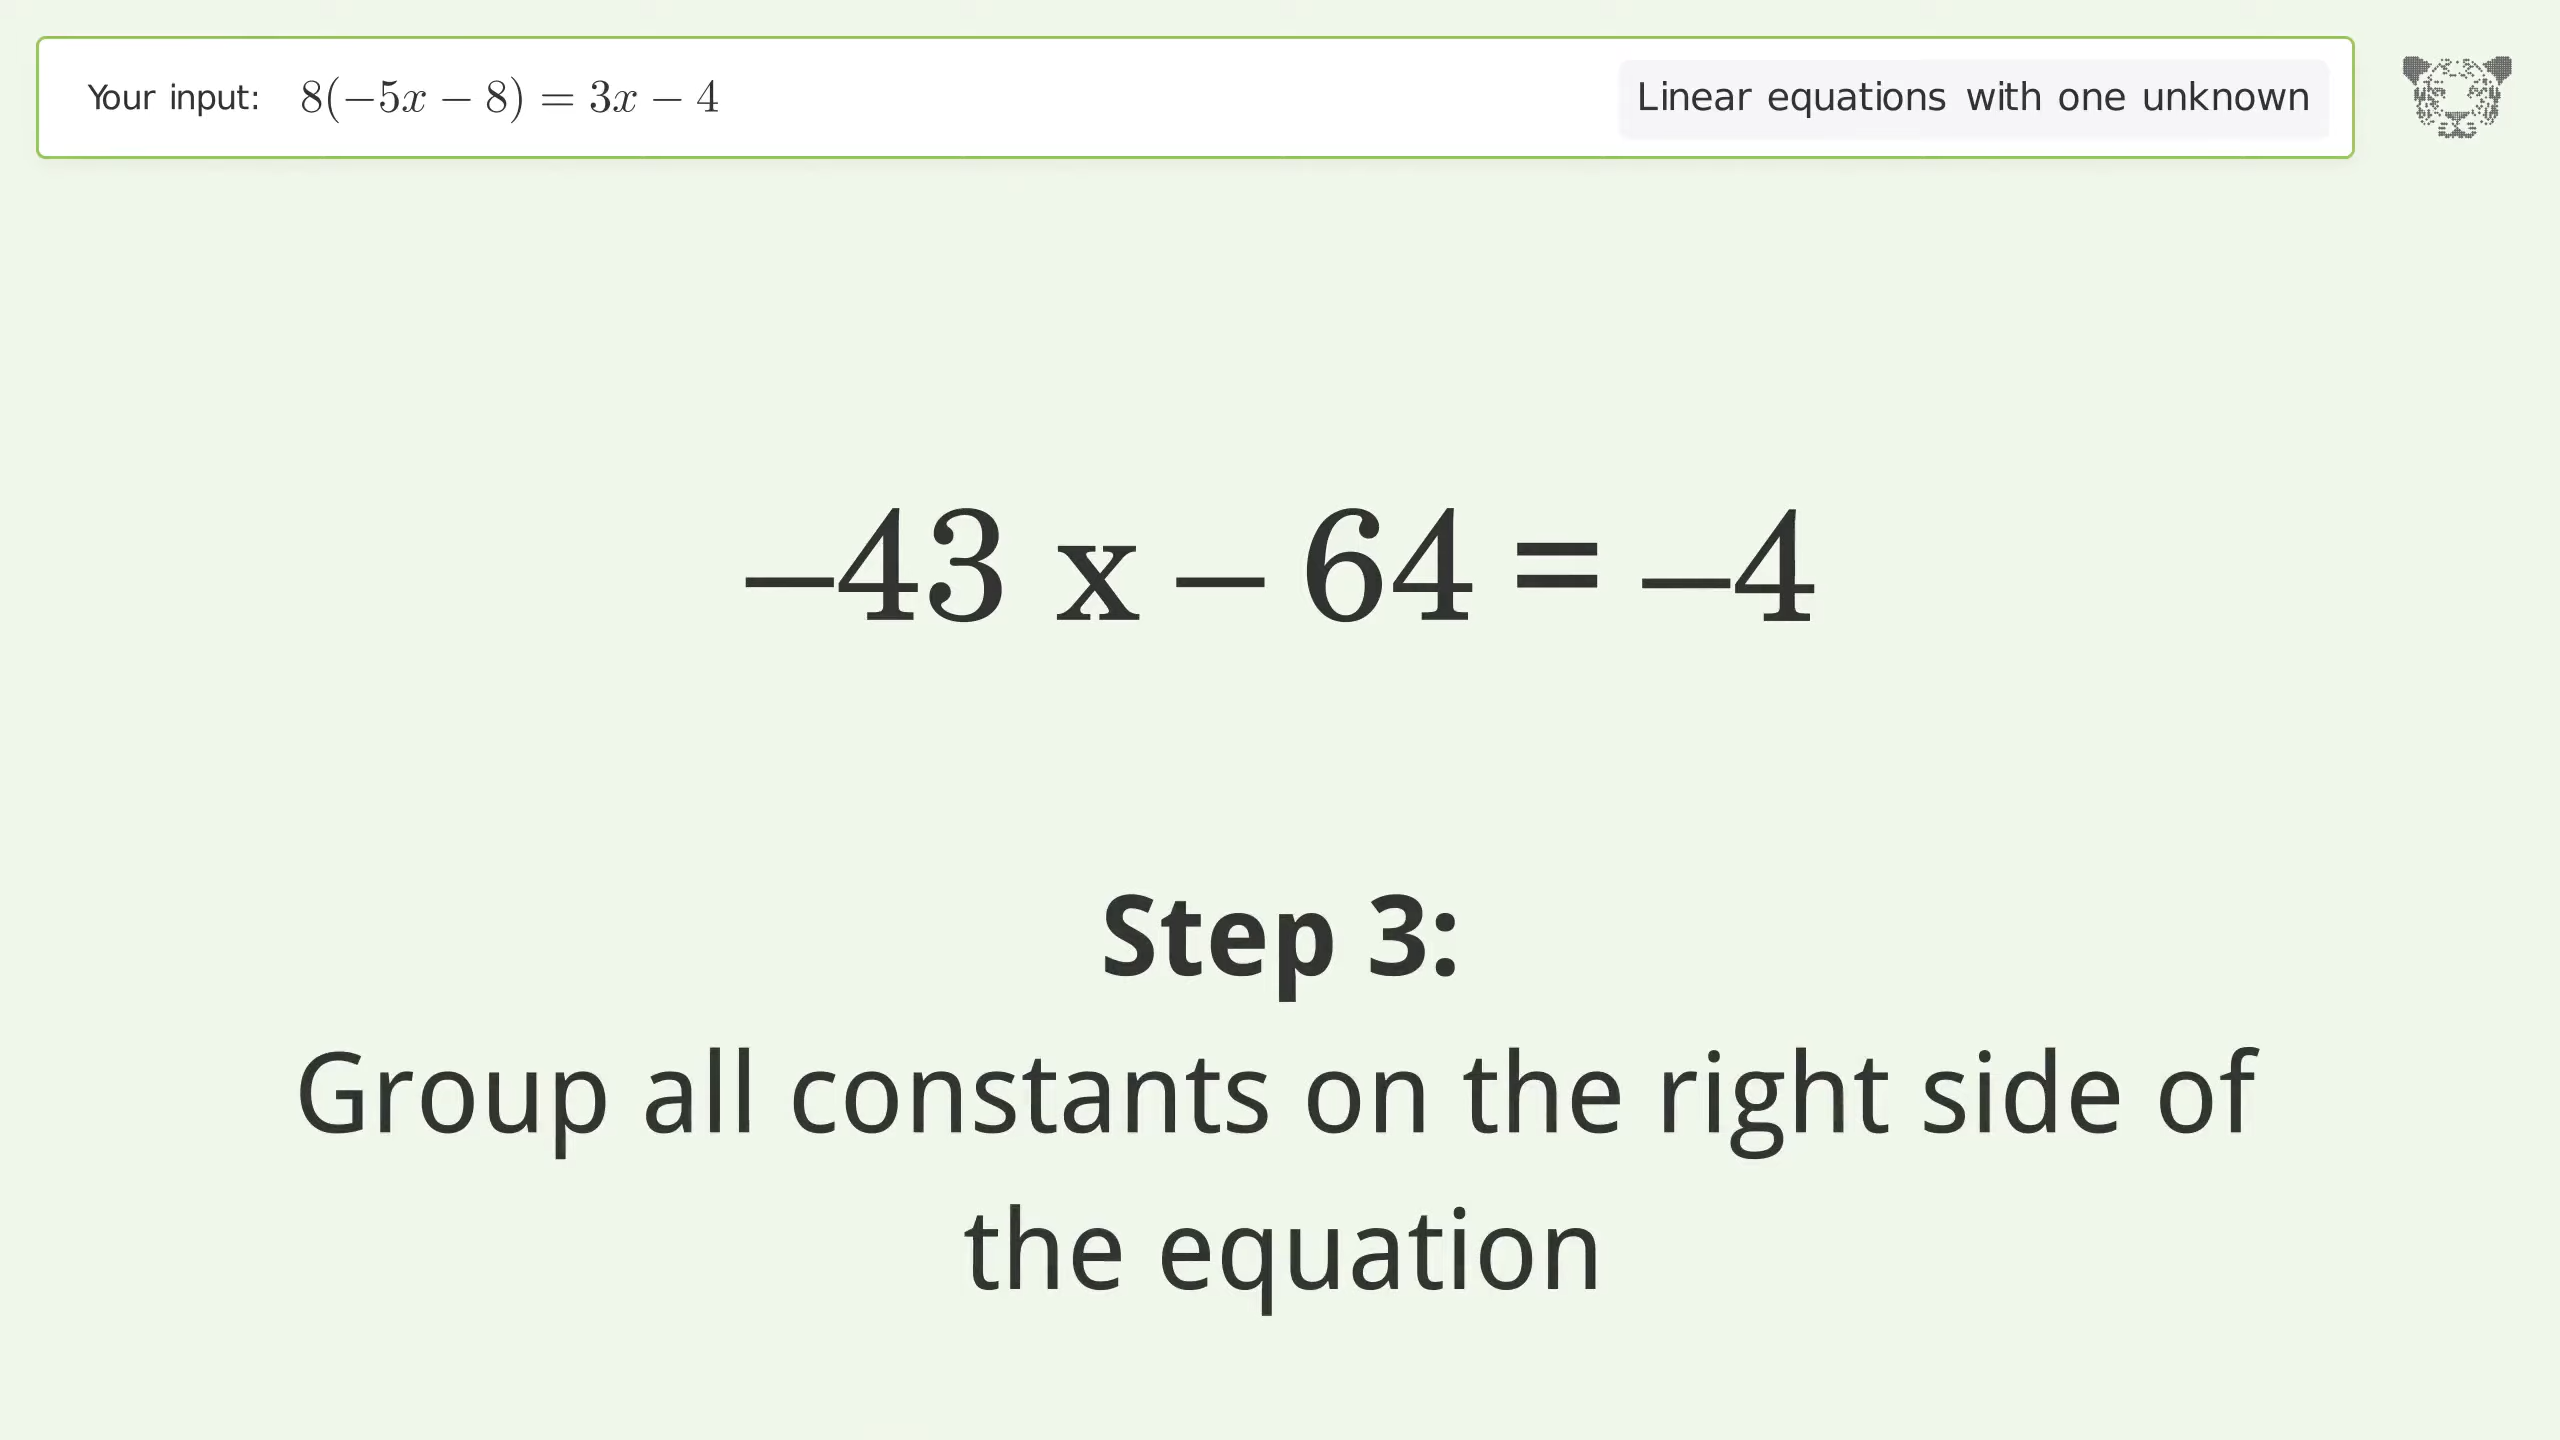 Your input: 8(−5x − 8) = 3x − 4
Linear equations with one unknown
–43 x – 64 = –4
Step 3:
Group all constants on the right side of
the equation